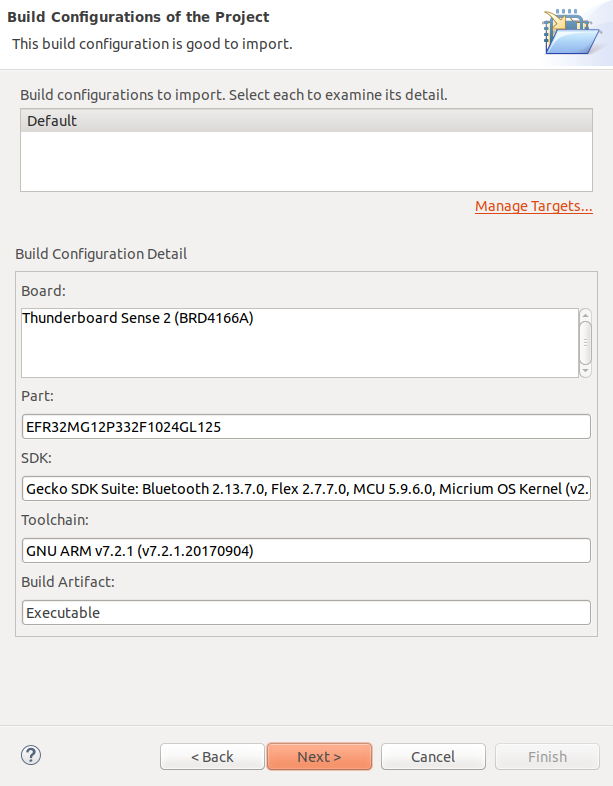 Build Configurations of the Project
This build configuration is good to import.
Build configurations to import. Select each to examine its detail.
Default
Manage Targets...
Build Configuration Detail
Board:
Thunderboard Sense 2 (BRD4166A)
Part:
EFR32MG12P332F1024GL125
SDK:
Gecko SDK Suite: Bluetooth 2.13.7.0, Flex 2.7.7.0, MCU 5.9.6.0, Micrium OS Kernel (v2.
Toolchain:
GNU ARM v7.2.1 (v7.2.1.20170904)
Build Artifact:
Executable
?
< Back
Next >
Cancel
Finish